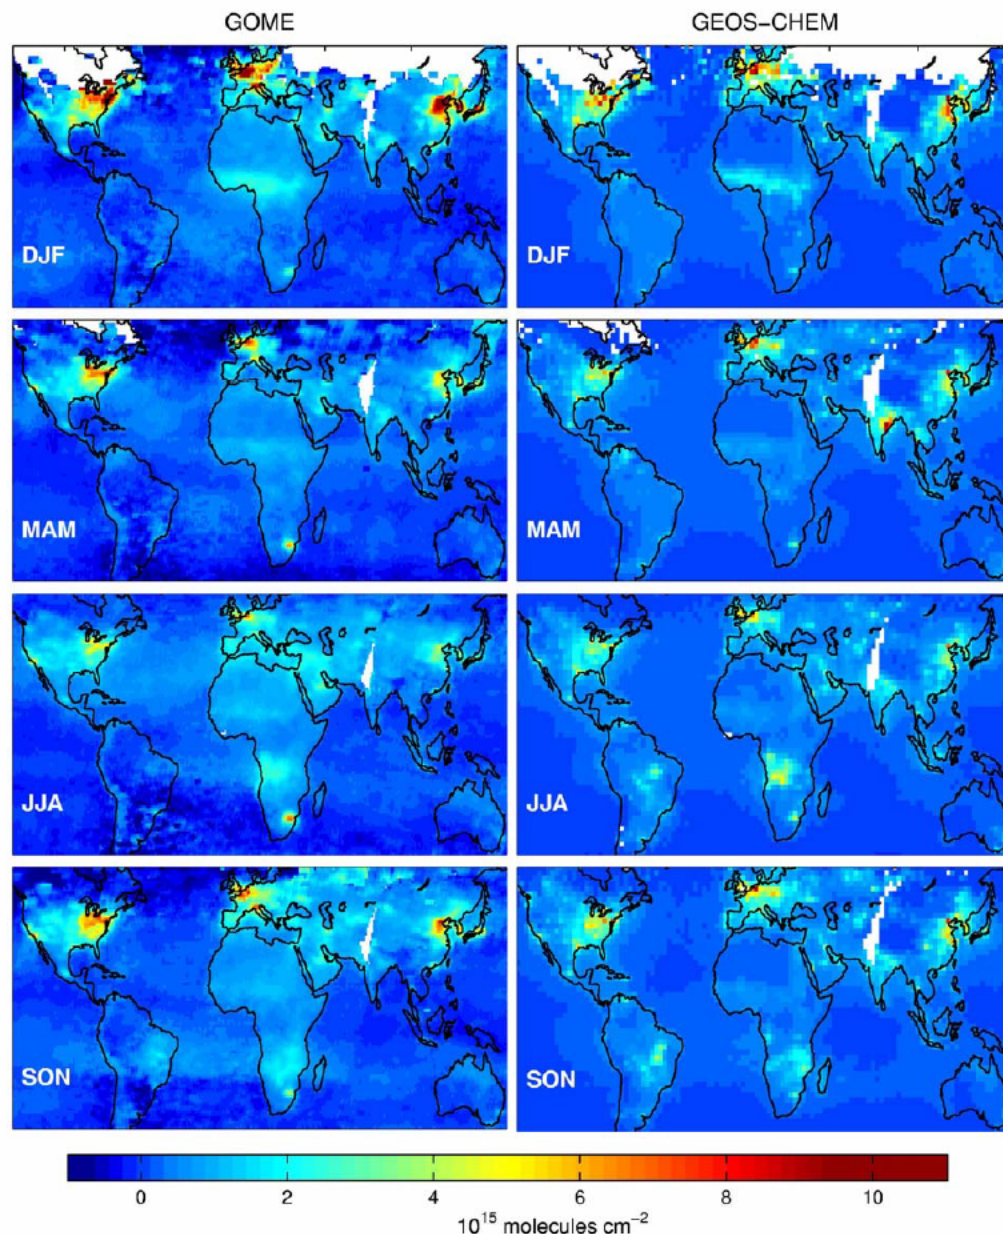 GOME GEOS−CHEM
DJF DJF
MAM MAM
JJA JJA
SON SON
0 2 4 6 8 10
10¹⁵ molecules cm⁻²